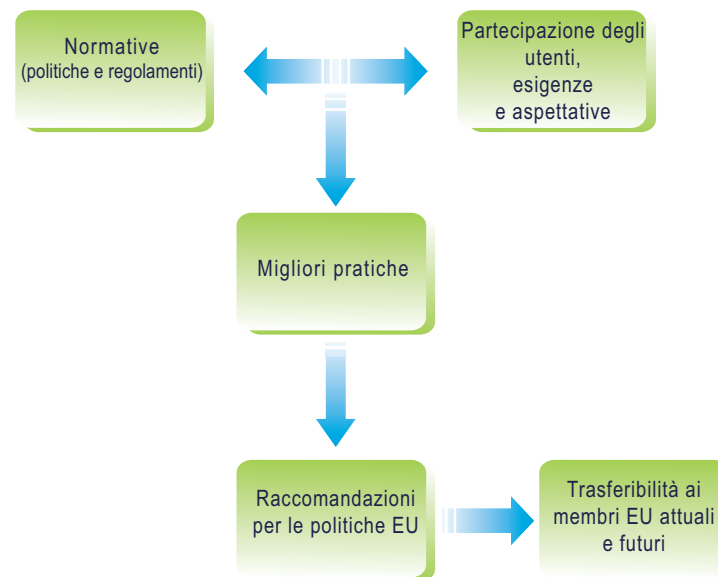 Normative
(politiche e regolamenti)
Partecipazione degli
utenti,
esigenze
e aspettative
Migliori pratiche
Raccomandazioni
per le politiche EU
Trasferibilità ai
membri EU attuali
e futuri